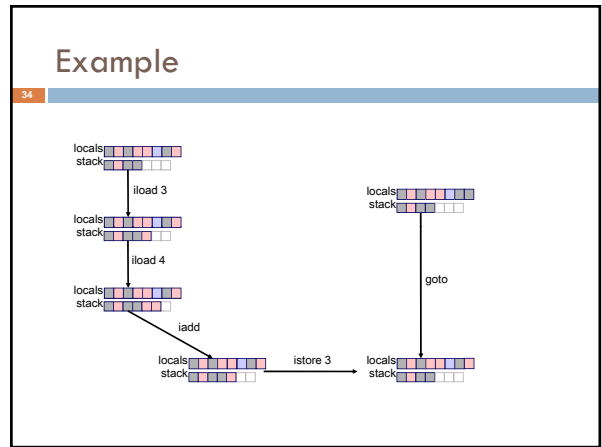 Example
34
locals
stack
iload 3
locals
stack
iload 4
locals
stack
iadd
locals
stack
istore 3
locals
stack
goto
locals
stack